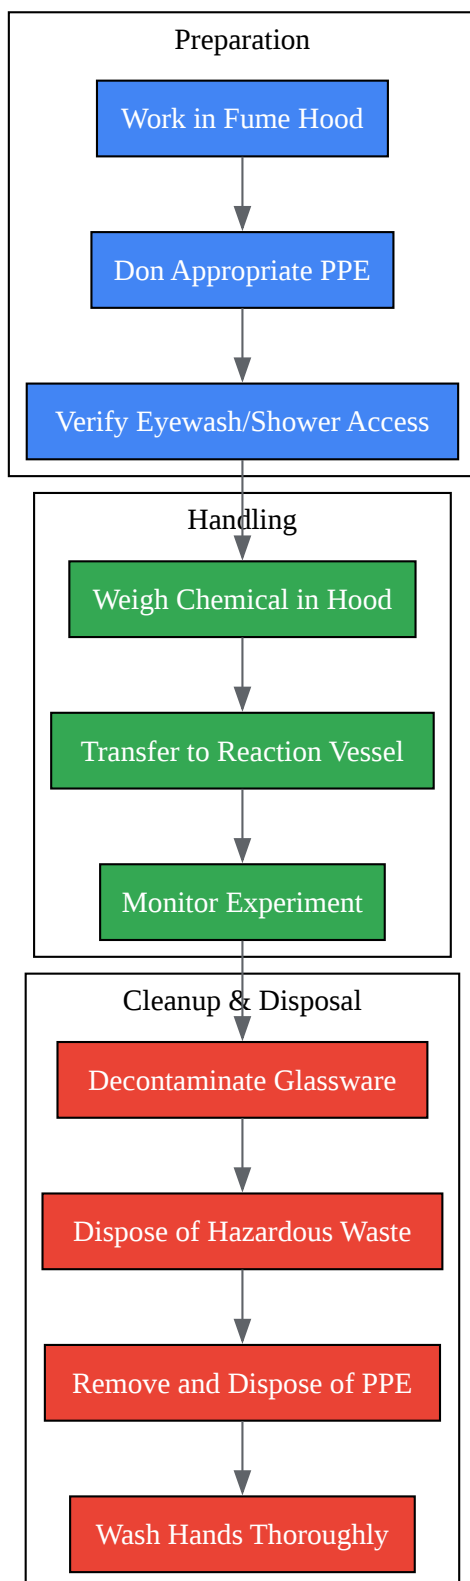 Preparation
Work in Fume Hood
Don Appropriate PPE
Verify Eyewash/Shower Access
Handling
Weigh Chemical in Hood
Transfer to Reaction Vessel
Monitor Experiment
Cleanup & Disposal
Decontaminate Glassware
Dispose of Hazardous Waste
Remove and Dispose of PPE
Wash Hands Thoroughly